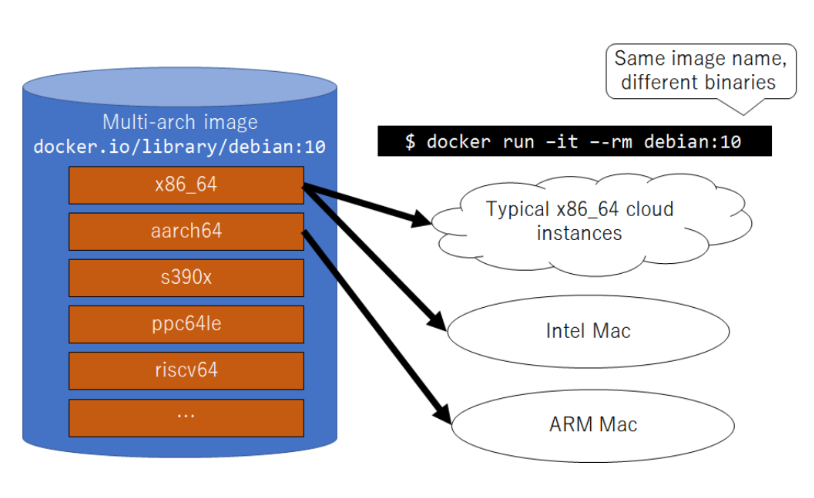 Same image name,
different binaries
Multi-arch image
docker.io/library/debian:10
$ docker run –it –-rm debian:10
x86_64
aarch64
s390x
ppc64le
riscv64
...
Typical x86_64 cloud
instances
Intel Mac
ARM Mac